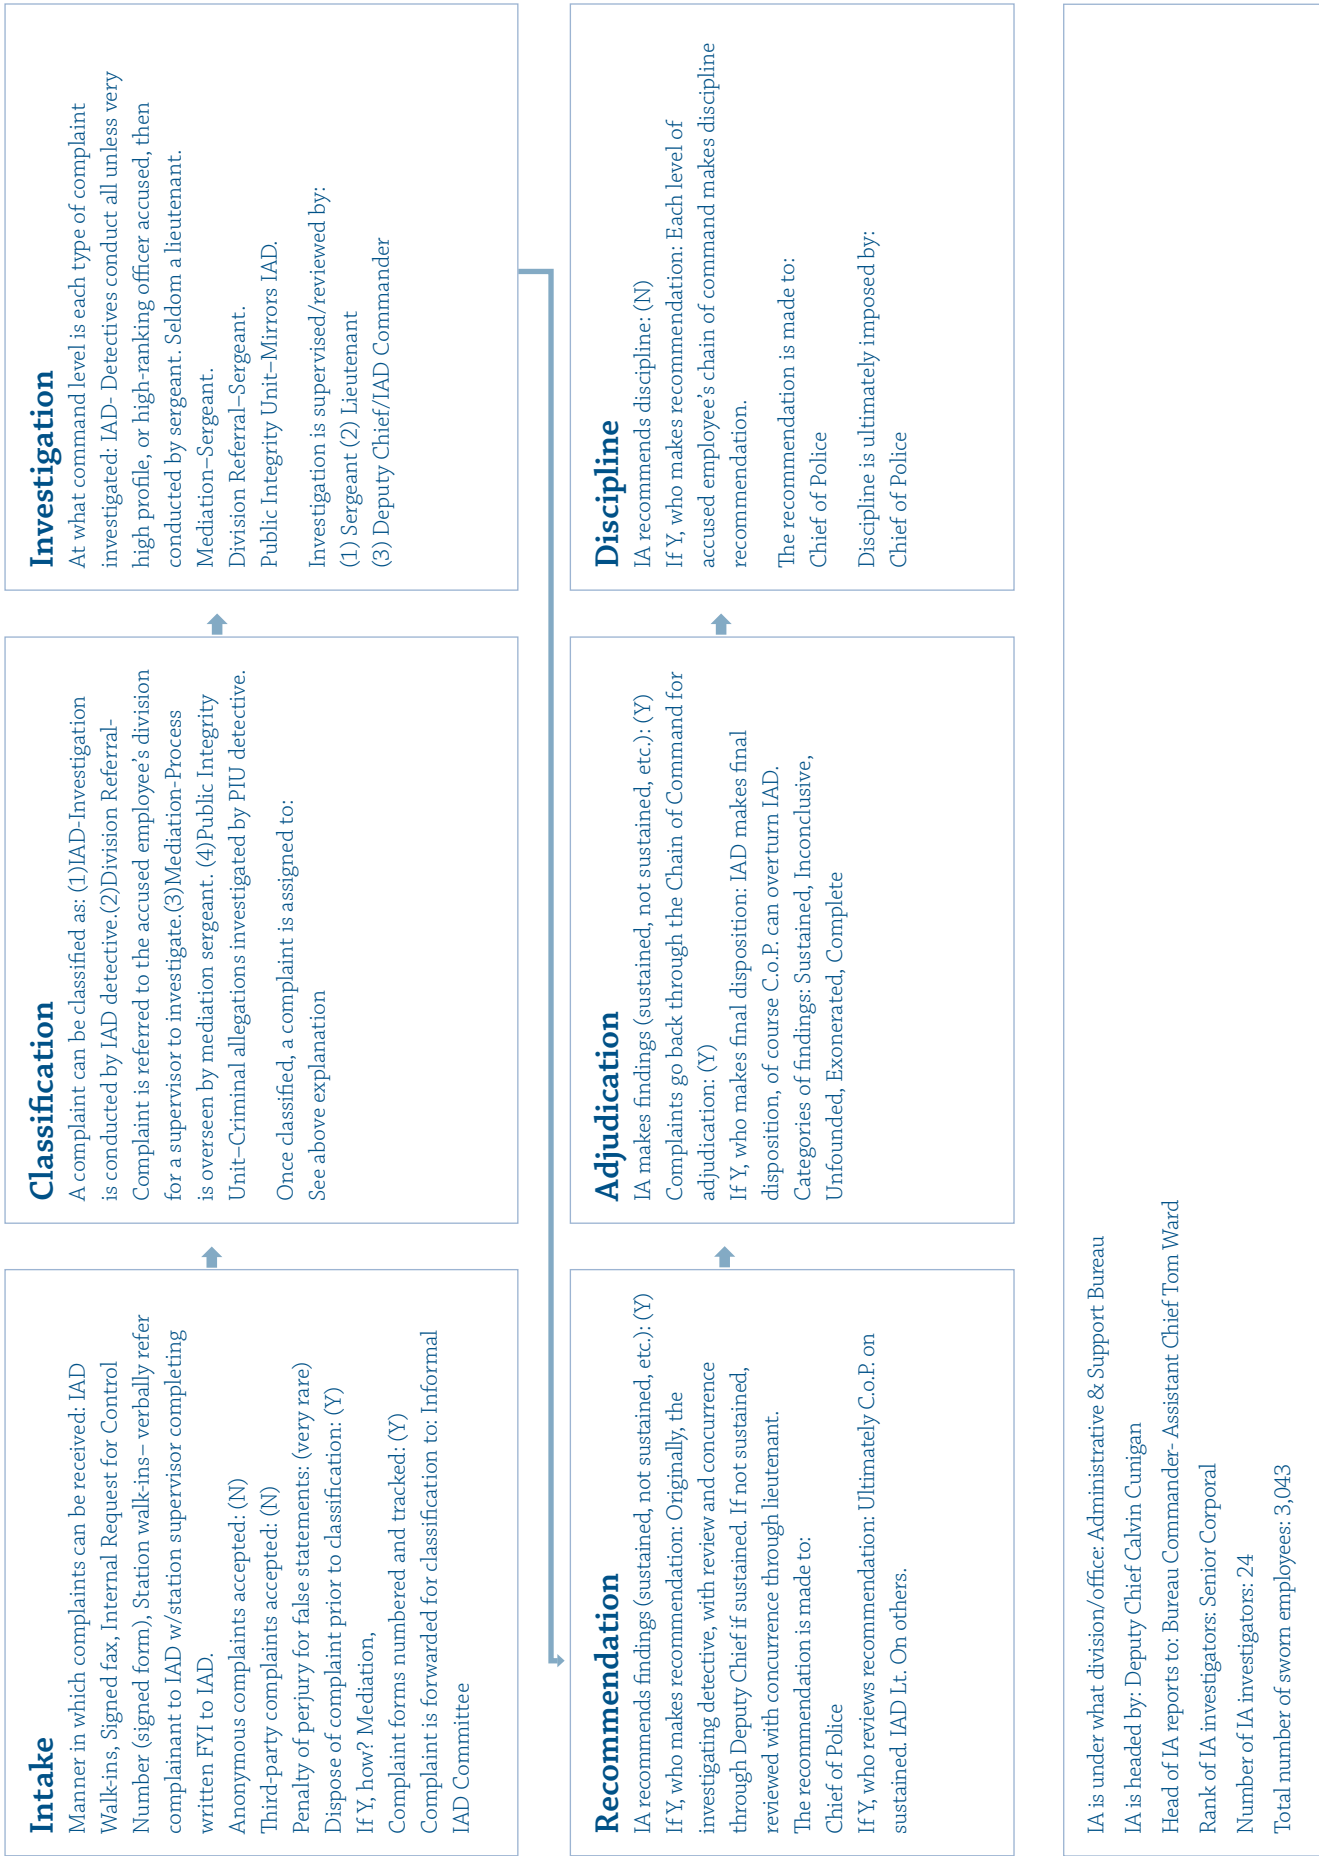 Intake
Manner in which complaints can be received: IAD
Walk-ins, Signed fax, Internal Request for Control
Number (signed form), Station walk-ins– verbally refer
complainant to IAD w/station supervisor completing
written FYI to IAD.
Anonymous complaints accepted: (N)
Third-party complaints accepted: (N)
Penalty of perjury for false statements: (very rare)
Dispose of complaint prior to classification: (Y)
If Y, how? Mediation,
Complaint forms numbered and tracked: (Y)
Complaint is forwarded for classification to: Informal
IAD Committee
Classification
A complaint can be classified as: (1)IAD-Investigation
is conducted by IAD detective.(2)Division Referral-
Complaint is referred to the accused employee's division
for a supervisor to investigate.(3)Mediation-Process
is overseen by mediation sergeant. (4)Public Integrity
Unit–Criminal allegations investigated by PIU detective.
Once classified, a complaint is assigned to:
See above explanation
Investigation
At what command level is each type of complaint
investigated: IAD- Detectives conduct all unless very
high profile, or high-ranking officer accused, then
conducted by sergeant. Seldom a lieutenant.
Mediation–Sergeant.
Division Referral–Sergeant.
Public Integrity Unit–Mirrors IAD.
Investigation is supervised/reviewed by:
(1) Sergeant (2) Lieutenant
(3) Deputy Chief/IAD Commander
Recommendation
IA recommends findings (sustained, not sustained, etc.): (Y)
If Y, who makes recommendation: Originally, the
investigating detective, with review and concurrence
through Deputy Chief if sustained. If not sustained,
reviewed with concurrence through lieutenant.
The recommendation is made to:
Chief of Police
If Y, who reviews recommendation: Ultimately C.o.P. on
sustained. IAD Lt. On others.
Adjudication
IA makes findings (sustained, not sustained, etc.): (Y)
Complaints go back through the Chain of Command for
adjudication: (Y)
If Y, who makes final disposition: IAD makes final
disposition, of course C.o.P. can overturn IAD.
Categories of findings: Sustained, Inconclusive,
Unfounded, Exonerated, Complete
Discipline
IA recommends discipline: (N)
If Y, who makes recommendation: Each level of
accused employee's chain of command makes discipline
recommendation.
The recommendation is made to:
Chief of Police
Discipline is ultimately imposed by:
Chief of Police
IA is under what division/office: Administrative & Support Bureau
IA is headed by: Deputy Chief Calvin Cunigan
Head of IA reports to: Bureau Commander- Assistant Chief Tom Ward
Rank of IA investigators: Senior Corporal
Number of IA investigators: 24
Total number of sworn employees: 3,043